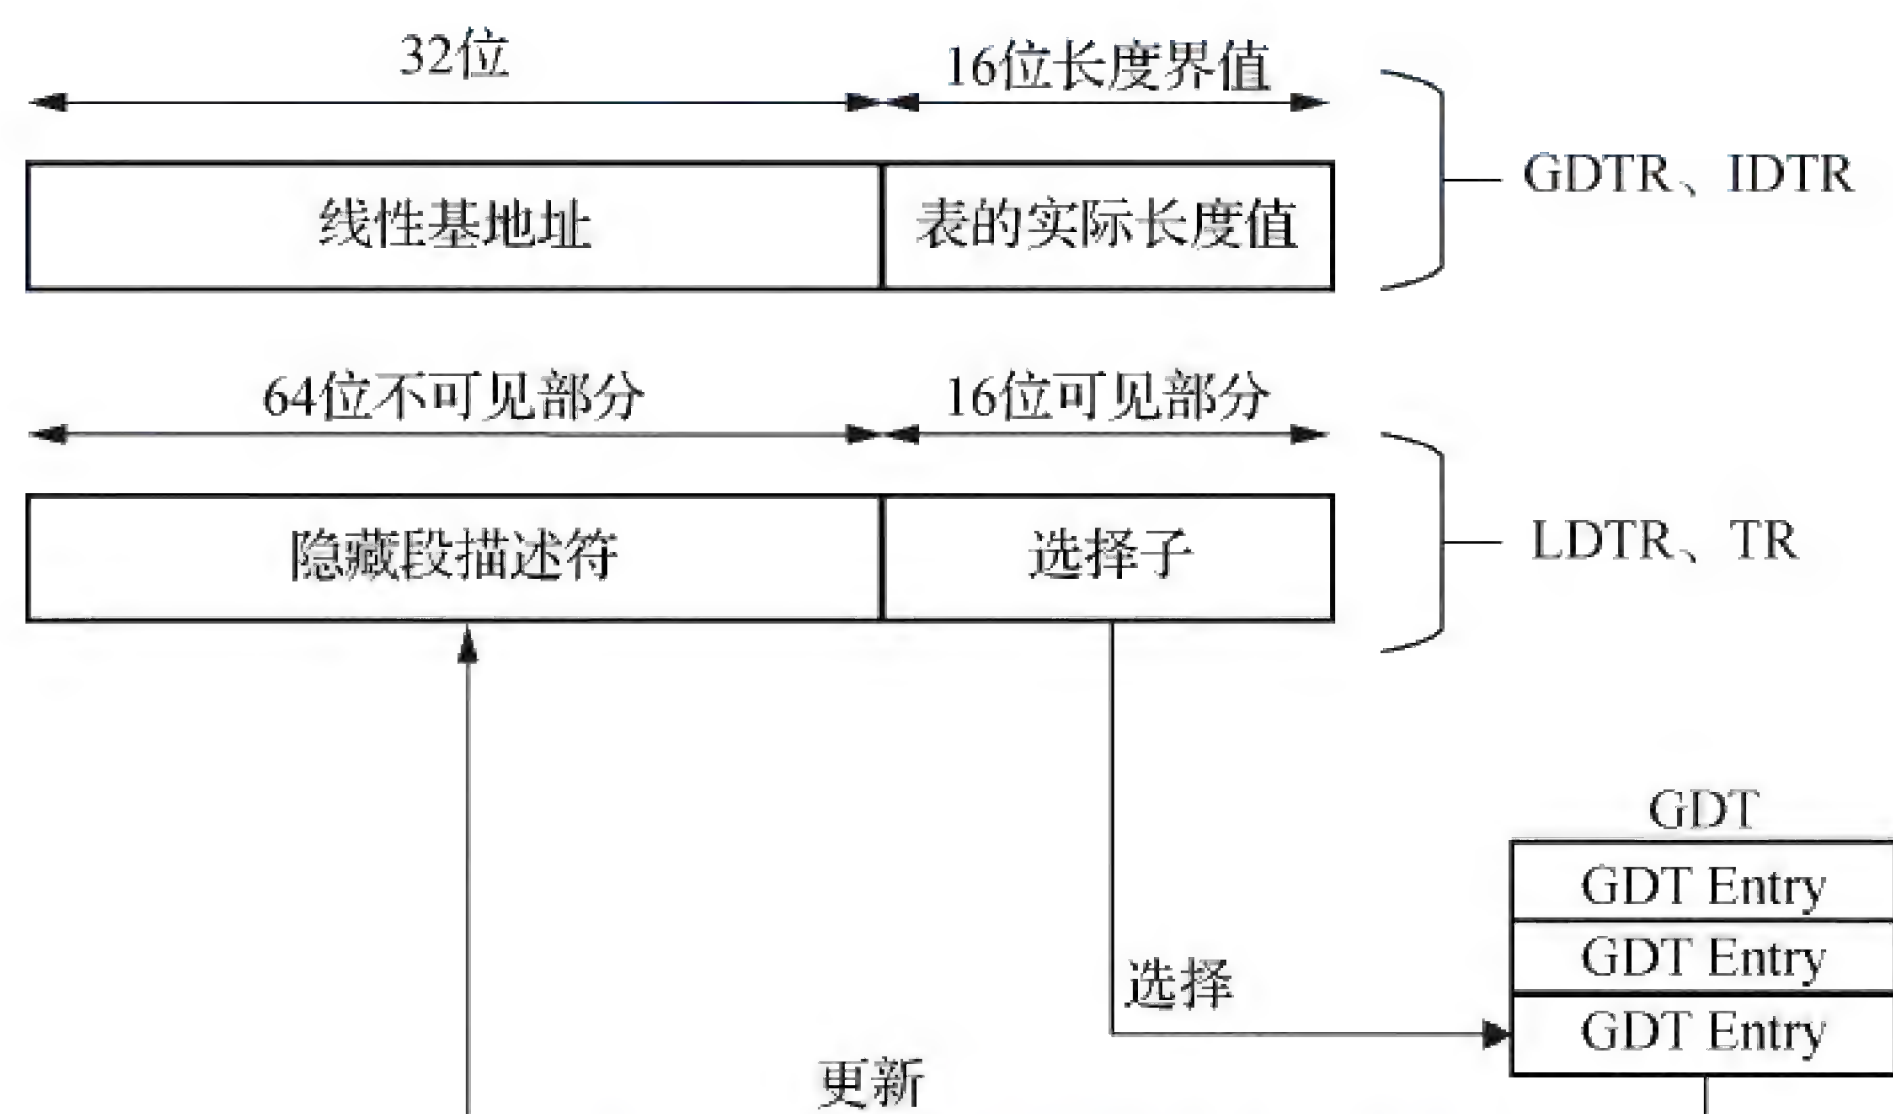 32位
16位长度界值
线性基地址
表的实际长度值
GDTR、IDTR
64位不可见部分
16位可见部分
隐藏段描述符
选择子
LDTR、TR
GDT
GDT Entry
GDT Entry
选择
GDT Entry
更新